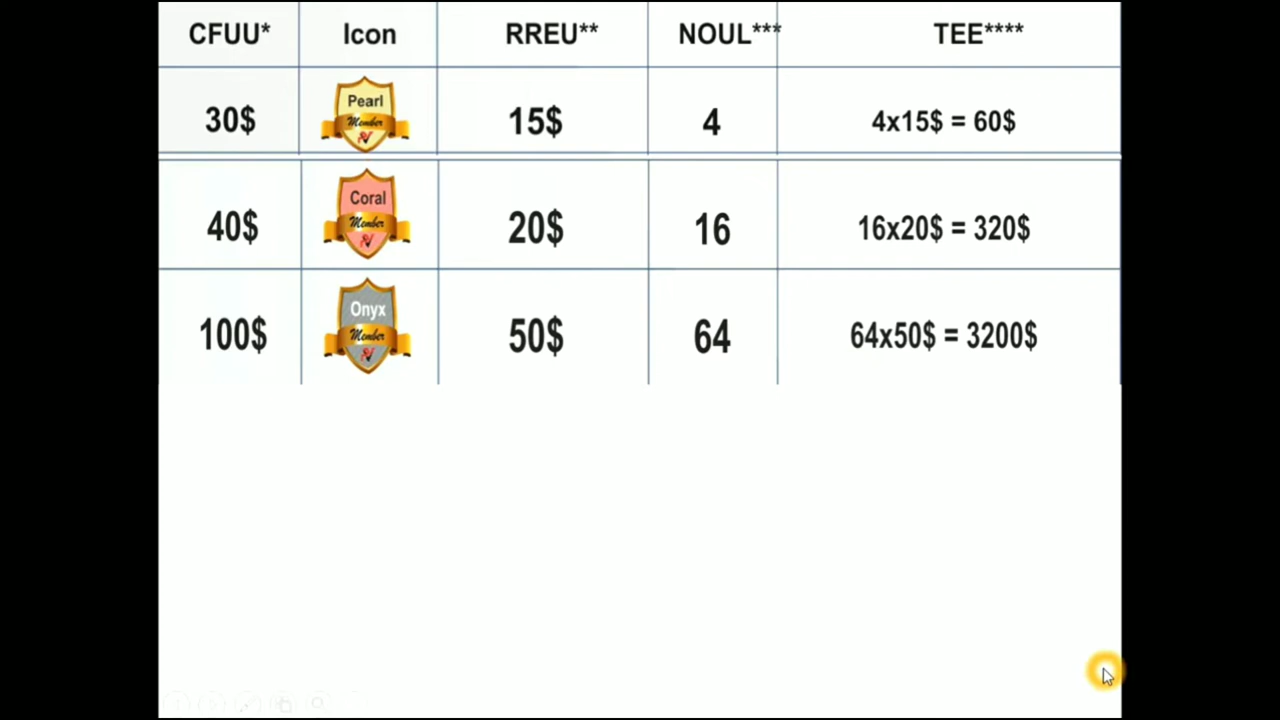 CFUU* Icon RREU** NOUL*** TEE****
30$ Pearl Member 15$ 4 4x15$ = 60$
40$ Coral Member 20$ 16 16x20$ = 320$
100$ Onyx Member 50$ 64 64x50$ = 3200$